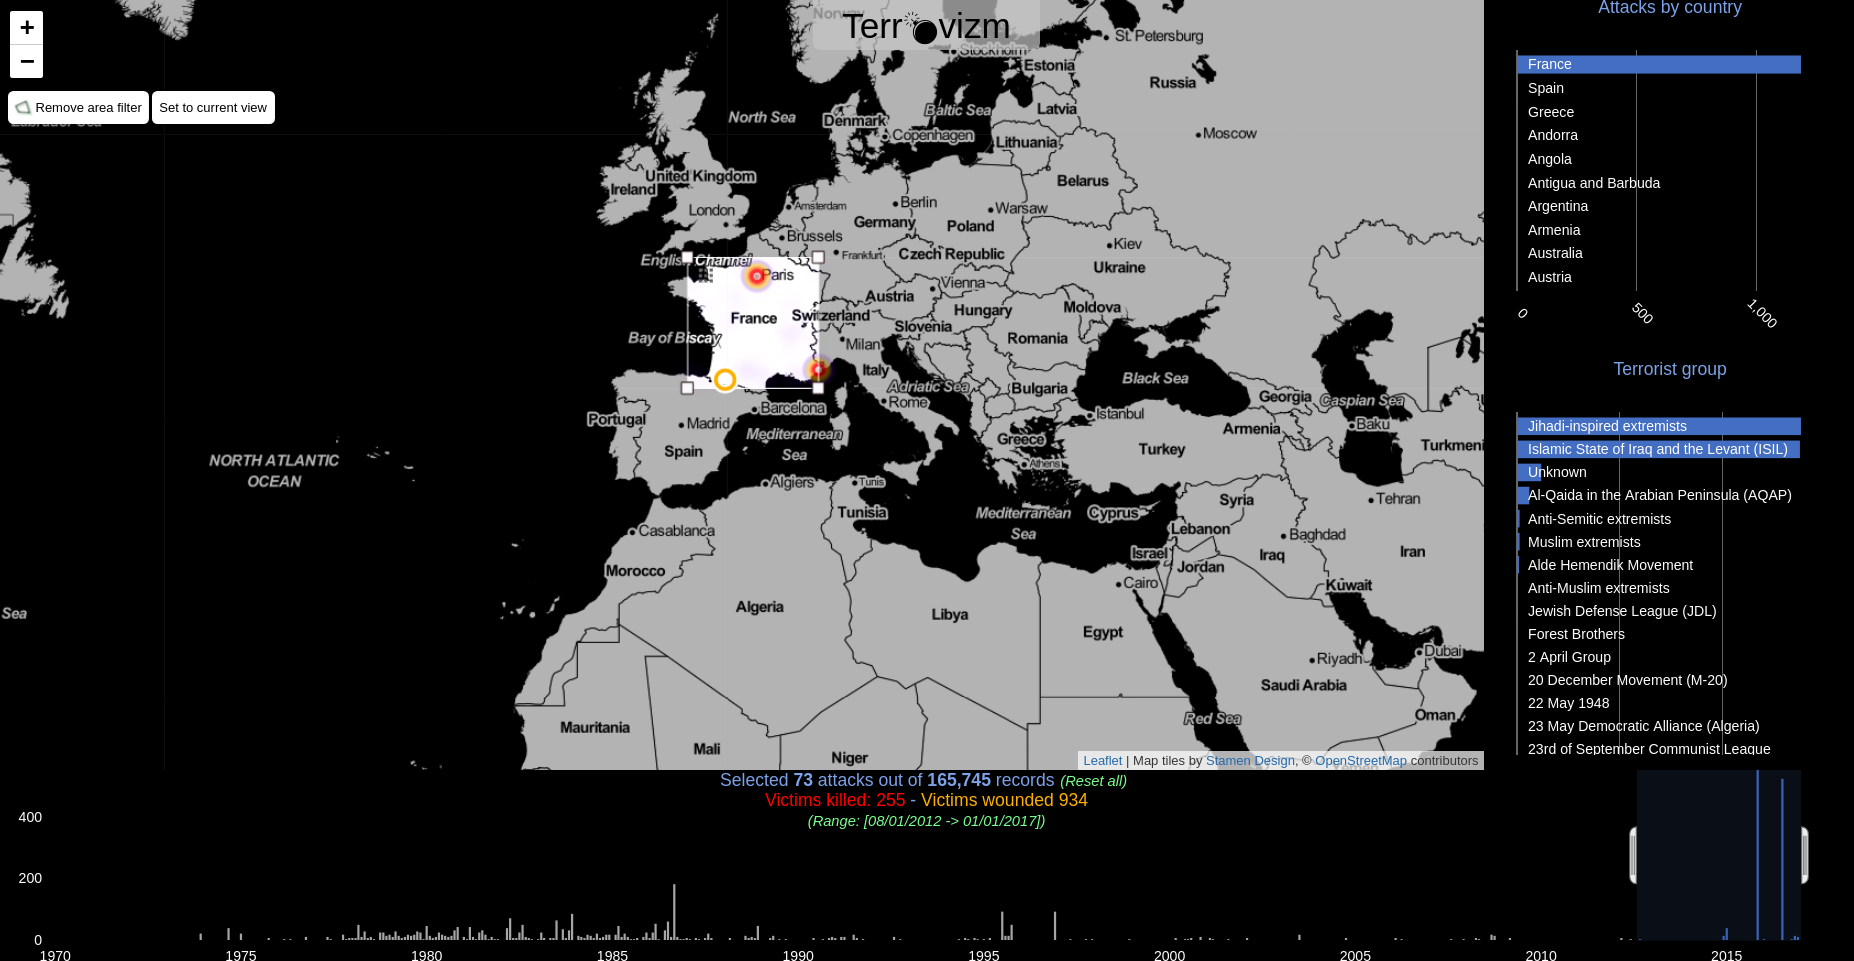 +
−
Remove area filter
Set to current view
Labrador Sea
Terrovizm
Norway
Stockholm
St. Petersburg
Estonia
Russia
North Sea
Baltic Sea
Latvia
Denmark
Copenhagen
Lithuania
Moscow
United Kingdom
Ireland
Belarus
London
Amsterdam
Berlin
Warsaw
Germany
Poland
Brussels
Kiev
English Channel
Frankfurt
Czech Republic
Ukraine
Paris
Vienna
Austria
France
Switzerland
Hungary
Moldova
Slovenia
Bay of Biscay
Milan
Romania
Italy
Black Sea
Adriatic Sea
Bulgaria
Georgia
Caspian Sea
Rome
Barcelona
Istanbul
Portugal
Madrid
Baku
Mediterranean
Sea
Armenia
Greece
Spain
Turkey
Turkmeni
NORTH ATLANTIC
OCEAN
Athens
Algiers
Tunis
Syria
Tehran
Tunisia
Mediterranean
Sea
Cyprus
Casablanca
Lebanon
Baghdad
Israel
Iraq
Iran
Morocco
Jordan
Cairo
Kuwait
Algeria
Libya
Sea
Egypt
Riyadh
Dubai
Saudi Arabia
Mauritania
Red Sea
Oman
Mali
Niger
Yemen
Leaflet | Map tiles by Stamen Design, © OpenStreetMap contributors
Attacks by country
France
Spain
Greece
Andorra
Angola
Antigua and Barbuda
Argentina
Armenia
Australia
Austria
0
500
1,000
Terrorist group
Jihadi-inspired extremists
Islamic State of Iraq and the Levant (ISIL)
Unknown
Al-Qaida in the Arabian Peninsula (AQAP)
Anti-Semitic extremists
Muslim extremists
Alde Hemendik Movement
Anti-Muslim extremists
Jewish Defense League (JDL)
Forest Brothers
2 April Group
20 December Movement (M-20)
22 May 1948
23 May Democratic Alliance (Algeria)
23rd of September Communist League
Selected 73 attacks out of 165,745 records (Reset all)
Victims killed: 255 - Victims wounded 934
(Range: [08/01/2012 -> 01/01/2017])
400
200
0
1970
1975
1980
1985
1990
1995
2000
2005
2010
2015